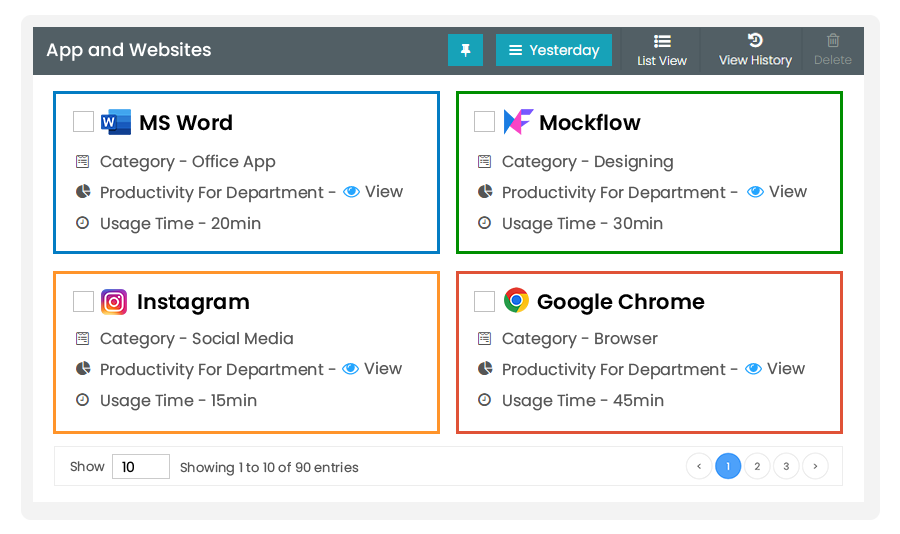 App and Websites
Yesterday
List View
View History
Delete
MS Word
Category - Office App
Productivity For Department - View
Usage Time - 20min
Mockflow
Category - Designing
Productivity For Department - View
Usage Time - 30min
Instagram
Category - Social Media
Productivity For Department - View
Usage Time - 15min
Google Chrome
Category - Browser
Productivity For Department - View
Usage Time - 45min
Show 10 Showing 1 to 10 of 90 entries
‹ 1 2 3 ›